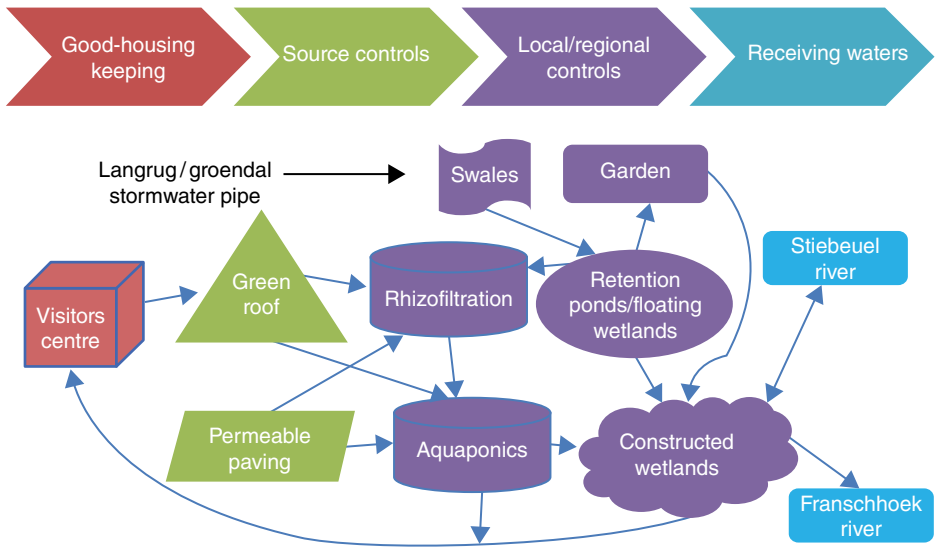 Good-housing
keeping
Source controls
Local/regional
controls
Receiving waters
Langrug/groendal
stormwater pipe
Swales
Garden
Stiebeuel
river
Green
roof
Rhizofiltration
Retention
ponds/floating
wetlands
Visitors
centre
Permeable
paving
Aquaponics
Constructed
wetlands
Franschhoek
river